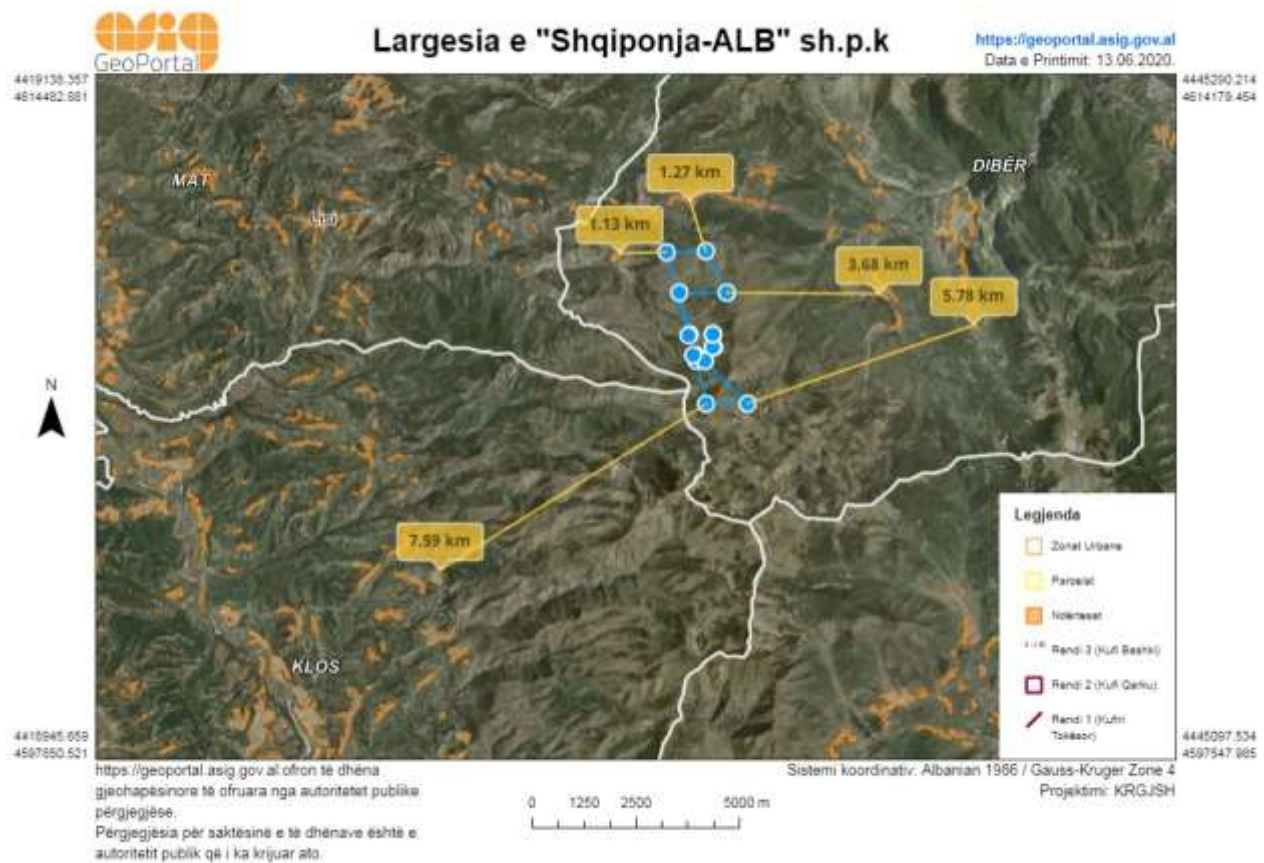 asig
GeoPortal
Largesia e "Shqiponja-ALB" sh.p.k
https://geoportal.asig.gov.al
Data e Printimit: 13.06.2020.
4419138.357
4614482.881
4445290.214
4614179.454
MAT
Lisi
DIBËR
1.27 km
1.13 km
3.68 km
5.78 km
N
7.59 km
KLOS
Legjenda
Zonat Urbane
Parcelat
Ndërtesat
Rendi 3 (Kufi Bashki)
Rendi 2 (Kufi Qarku)
Rendi 1 (Kufiri
Tokësor)
4418945.659
4597850.521
4445097.534
4597547.985
https://geoportal.asig.gov.al ofron të dhëna
gjeohapësinore të ofruara nga autoritetet publike
përgjegjëse.
Përgjegjësia për saktësinë e të dhënave është e
autoritetit publik që i ka krijuar ato.
0 1250 2500 5000 m
Sistemi koordinativ: Albanian 1986 / Gauss-Kruger Zone 4
Projektimi: KRGJSH